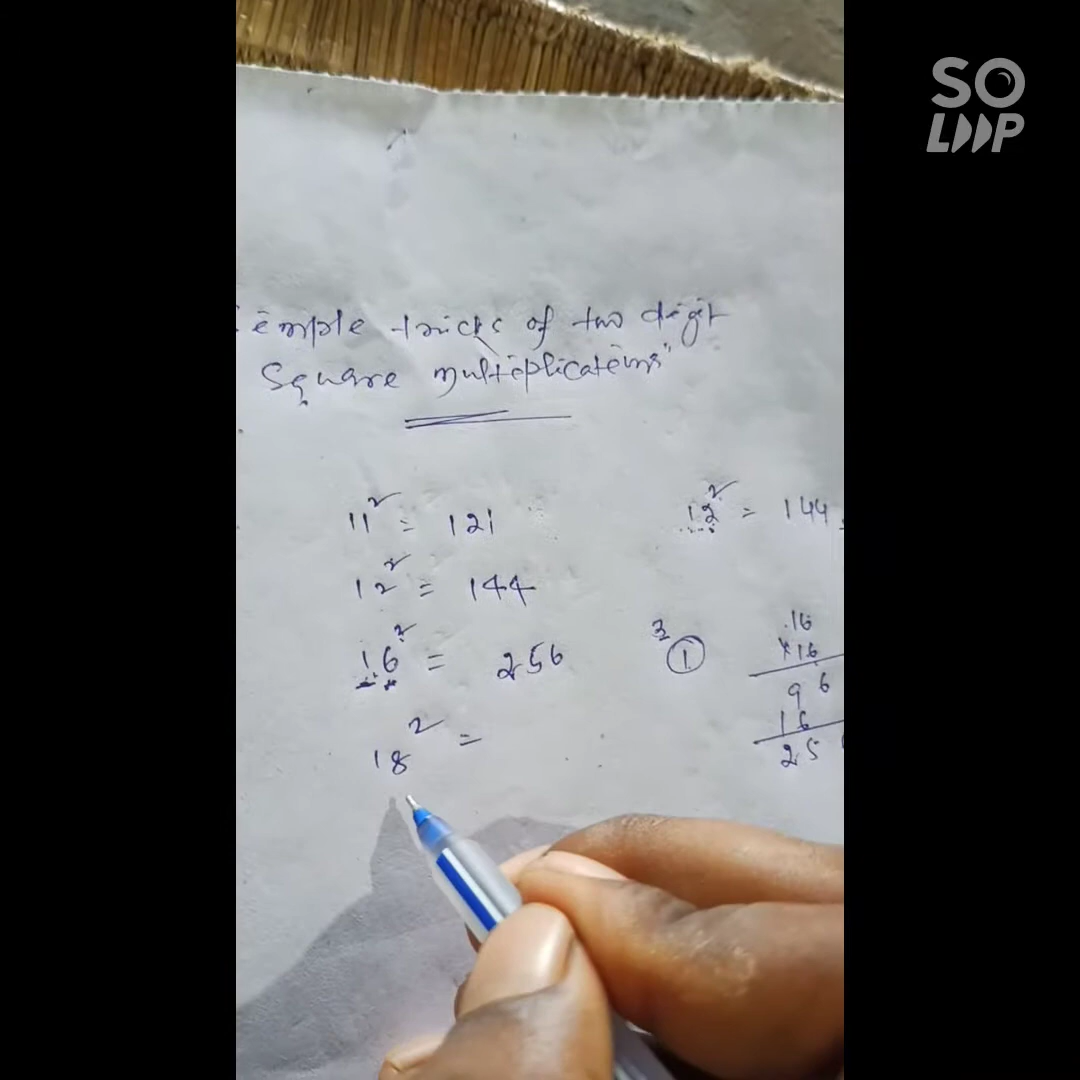 SO
LOOP
Semple tricks of two digit
Square multiplications"
11² = 121
12² = 144
12² = 144
16² = 256
3
1
16
×16
96
16
25
18² =